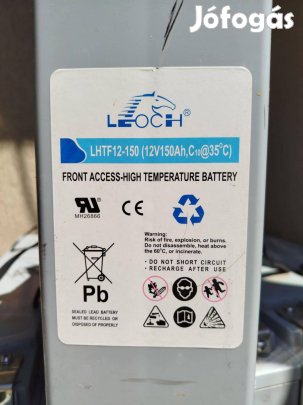 Jófogás
LEOCH®
LHTF12-150 (12V150Ah,C10@35°C)
FRONT ACCESS-HIGH TEMPERATURE BATTERY
MH26866
CE
Warning:
Risk of fire, explosion, or burns.
Do not disassemble, heat above
the 60°C, or incinerate.
• DO NOT SHORT CIRCUIT
• RECHARGE AFTER USE
Pb
SEALED LEAD BATTERY
MUST BE RECYCLED OR
DISPOSED OF PROPERLY